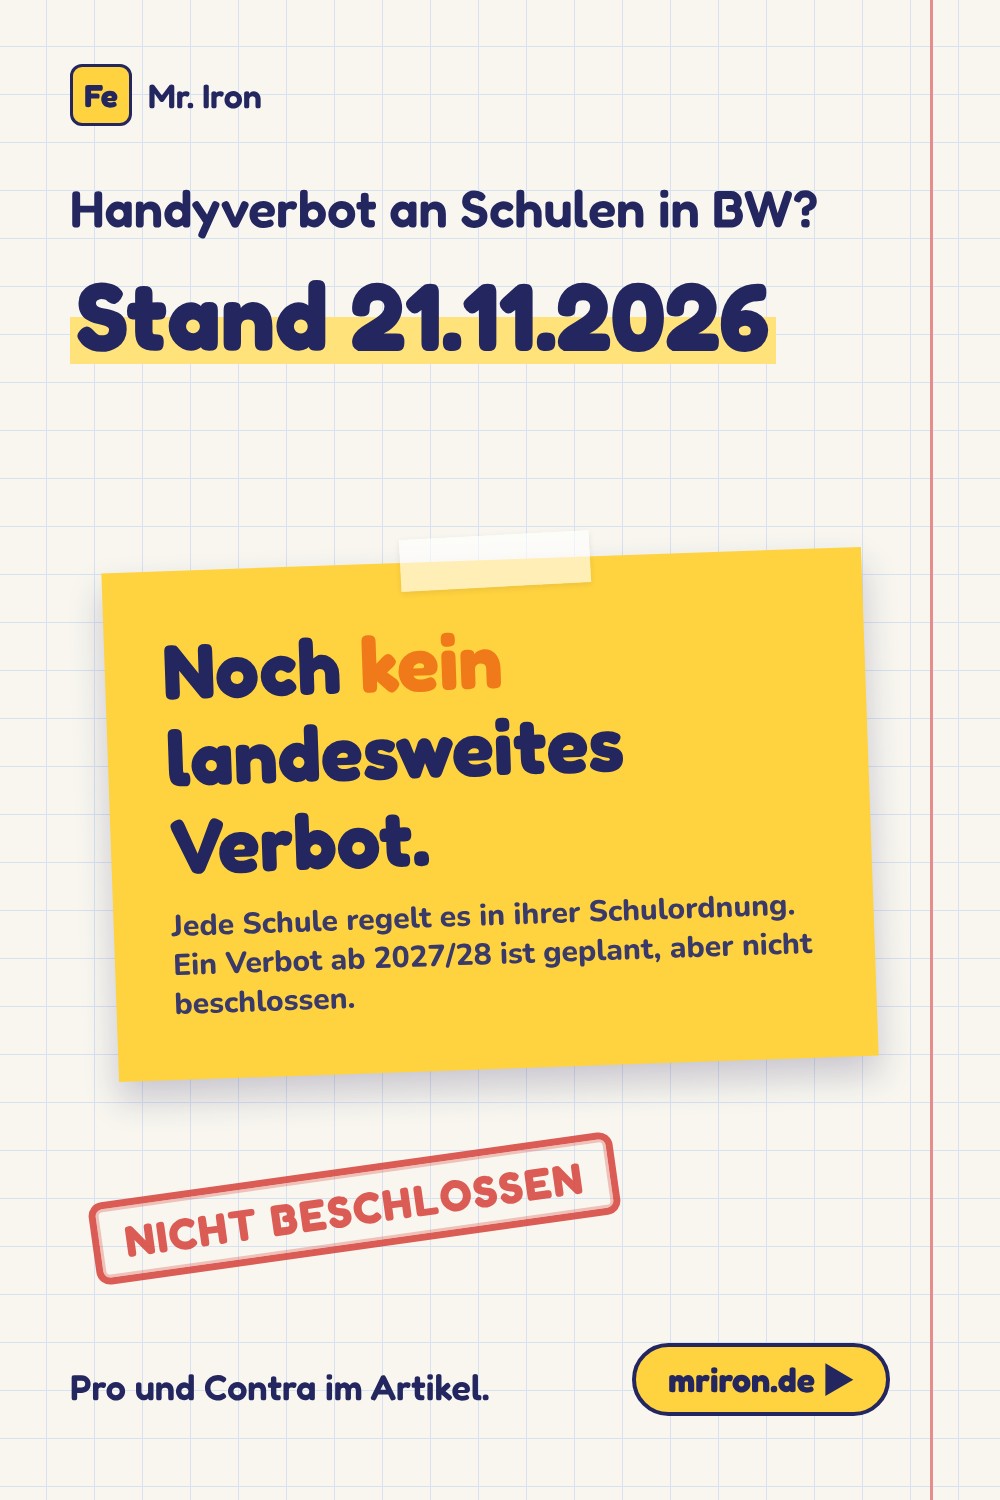 Fe Mr. Iron
Handyverbot an Schulen in BW?
Stand 21.11.2026
Noch kein
landesweites
Verbot.
Jede Schule regelt es in ihrer Schulordnung.
Ein Verbot ab 2027/28 ist geplant, aber nicht
beschlossen.
NICHT BESCHLOSSEN
Pro und Contra im Artikel.
mriron.de